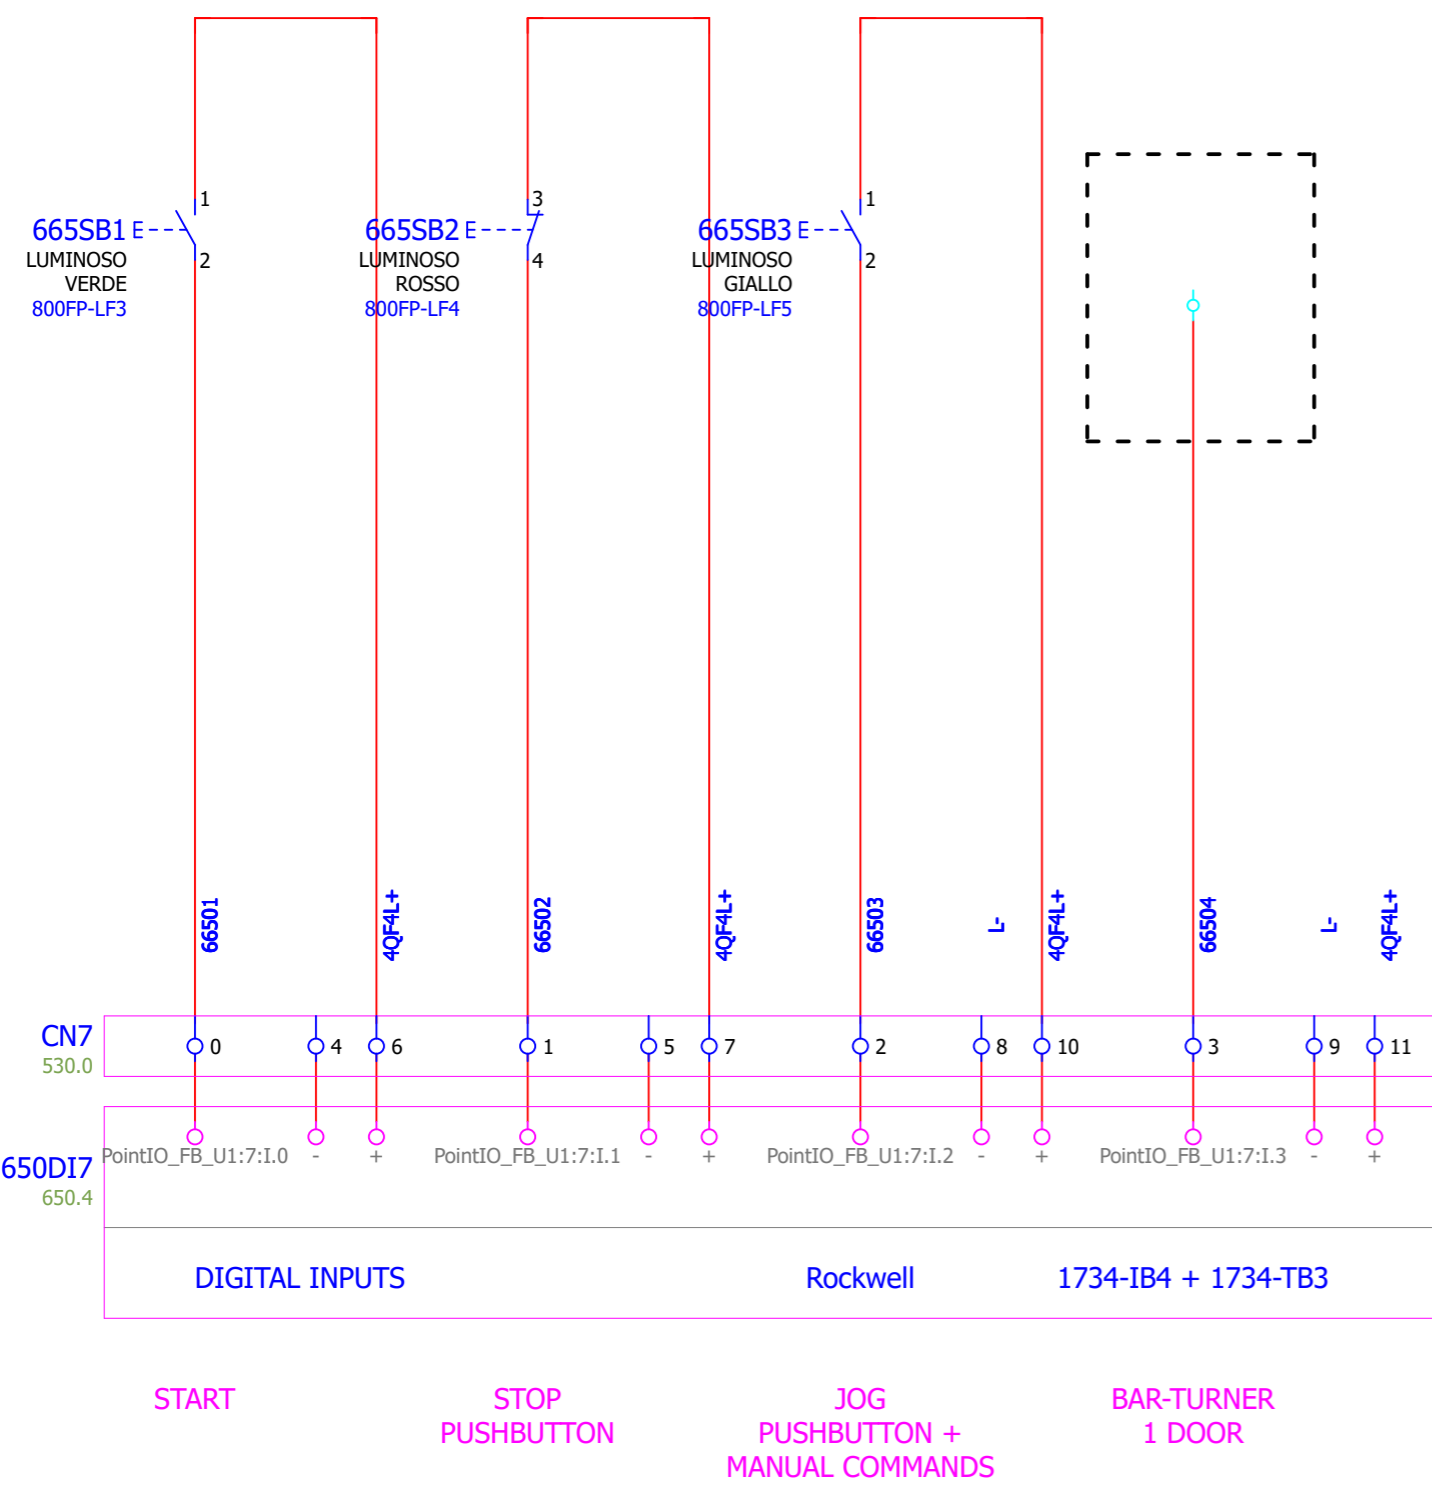 1
3
1
665SB1 E
665SB2 E
665SB3 E
LUMINOSO
VERDE
800FP-LF3
2
LUMINOSO
ROSSO
800FP-LF4
4
LUMINOSO
GIALLO
800FP-LF5
2
66501
4QF4L+
66502
4QF4L+
66503
L-
4QF4L+
66504
L-
4QF4L+
CN7
530.0
0 4 6 1 5 7 2 8 10 3 9 11
650DI7
650.4
PointIO_FB_U1:7:I.0 - + PointIO_FB_U1:7:I.1 - + PointIO_FB_U1:7:I.2 - + PointIO_FB_U1:7:I.3 - +
DIGITAL INPUTS Rockwell 1734-IB4 + 1734-TB3
START
STOP
PUSHBUTTON
JOG
PUSHBUTTON +
MANUAL COMMANDS
BAR-TURNER
1 DOOR